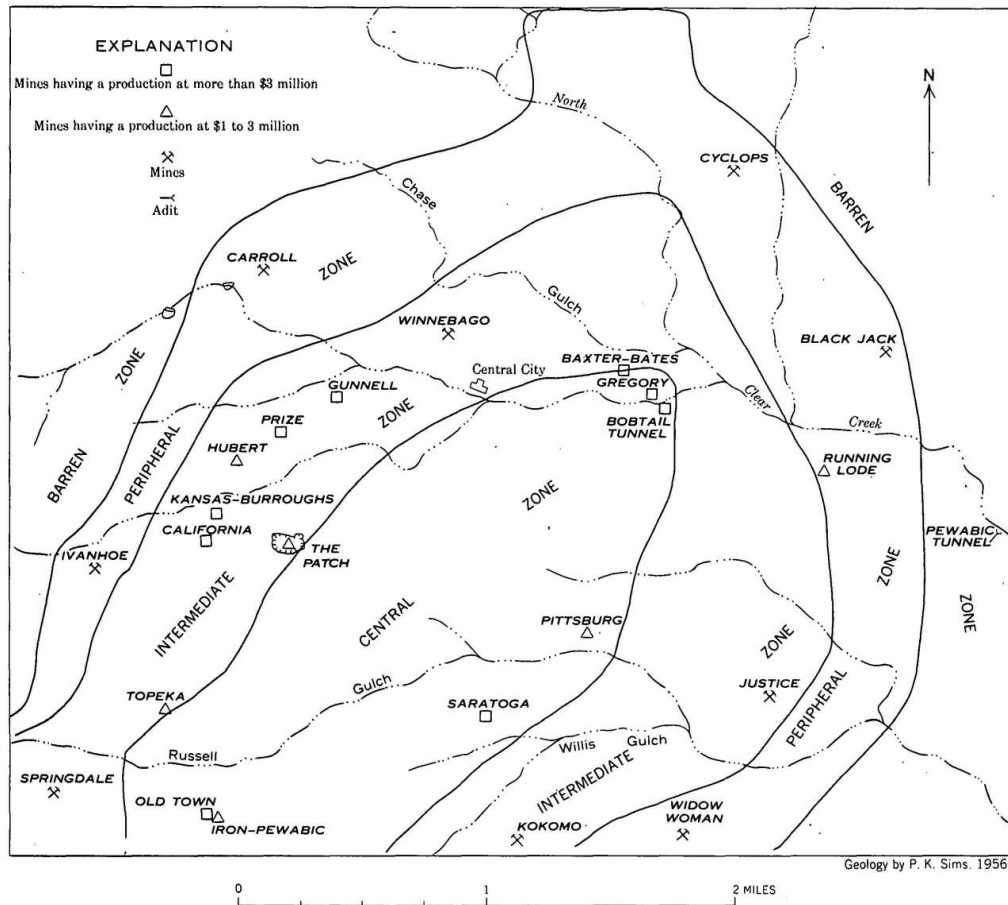 EXPLANATION
Mines having a production at more than $3 million
Mines having a production at $1 to 3 million
Mines
Adit
N
North
CYCLOPS
BARREN
Chase
CARROLL
ZONE
Gulch
WINNEBAGO
BLACK JACK
ZONE
BAXTER-BATES
Central City
GUNNELL
GREGORY
ZONE
Clear
PRIZE
BOBTAIL
TUNNEL
Creek
HUBERT
PERIPHERAL
RUNNING
LODE
BARREN
ZONE
KANSAS-BURROUGHS
CALIFORNIA
PEWABIC
TUNNEL
IVANHOE
THE
PATCH
ZONE
INTERMEDIATE
CENTRAL
ZONE
PITTSBURG
ZONE
Gulch
JUSTICE
TOPEKA
SARATOGA
PERIPHERAL
Russell
Willis
Gulch
SPRINGDALE
INTERMEDIATE
OLD TOWN
IRON-PEWABIC
KOKOMO
WIDOW
WOMAN
Geology by P. K. Sims. 1956
0
1
2 MILES